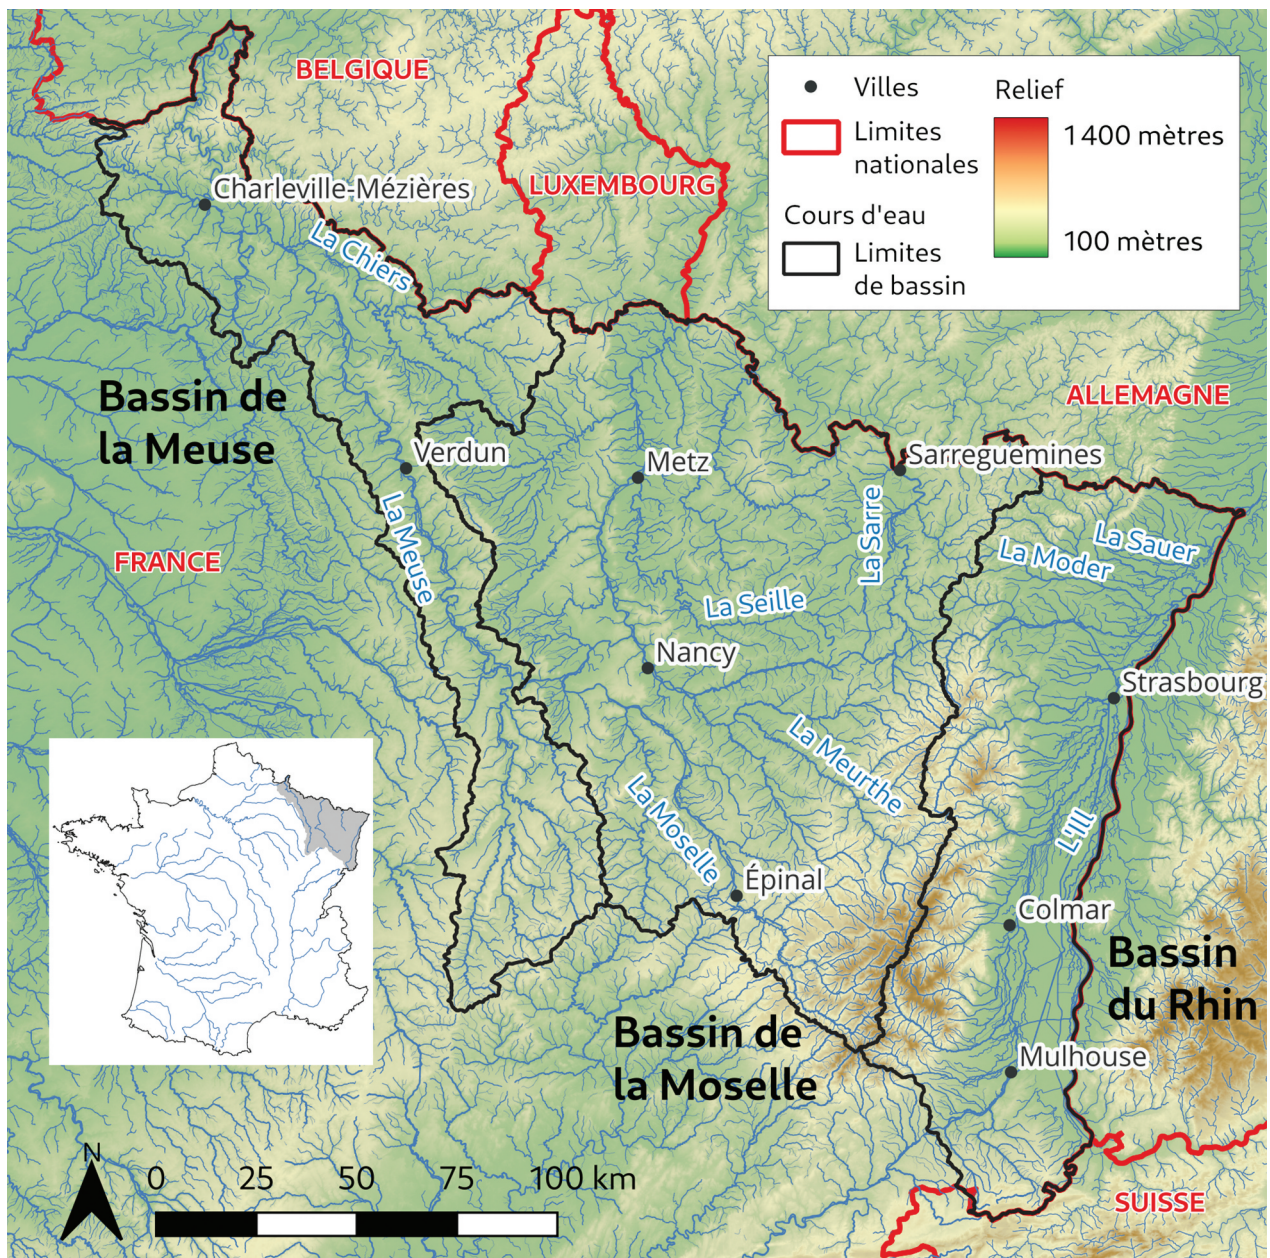 BELGIQUE
Villes
Relief
Limites
nationales
1 400 mètres
LUXEMBOURG
Charleville-Mézières
Cours d'eau
100 mètres
Limites
de bassin
La Chiers
Bassin de
la Meuse
ALLEMAGNE
Verdun
Metz
Sarreguemines
La Meuse
La Sarre
La Sauer
La Moder
FRANCE
La Seille
Nancy
Strasbourg
La Meurthe
La Moselle
L'Ill
Épinal
Colmar
Bassin
du Rhin
Bassin de
la Moselle
Mulhouse
N
0 25 50 75 100 km
SUISSE